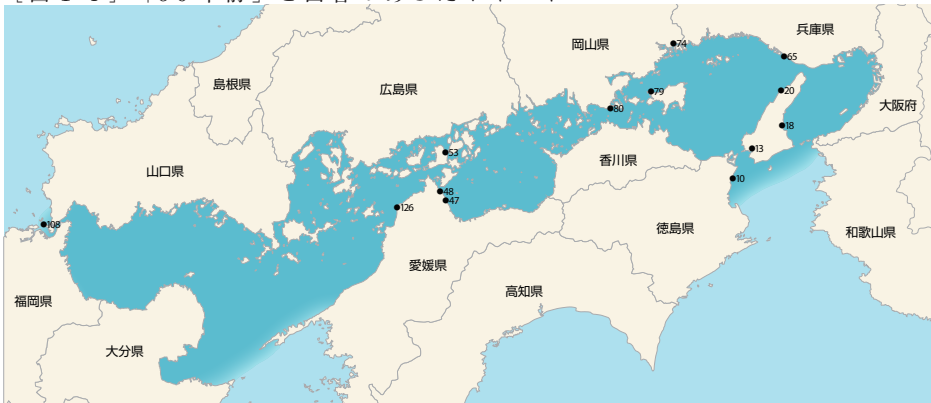 兵庫県
岡山県
74
65
島根県
広島県
79
20
大阪府
80
18
53
香川県
13
山口県
10
48
47
126
徳島県
108
和歌山県
愛媛県
高知県
福岡県
大分県